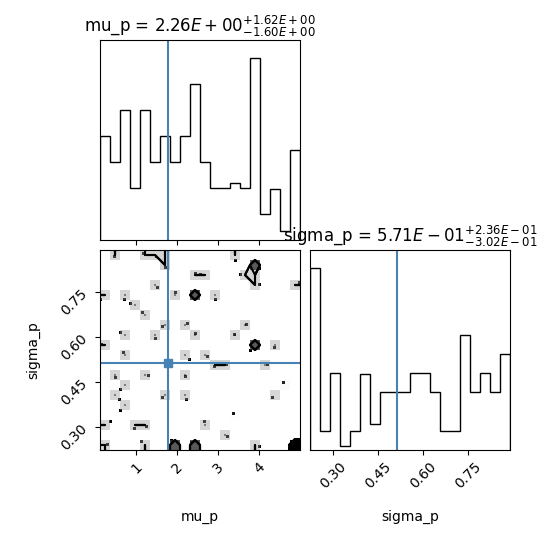 mu_p = 2.26E + 00+1.62E+00 −1.60E+00
sigma_p = 5.71E − 01+2.36E−01 −3.02E−01
0.75
0.60
0.45
0.30
sigma_p
1 2 3 4
mu_p
0.30 0.45 0.60 0.75
sigma_p